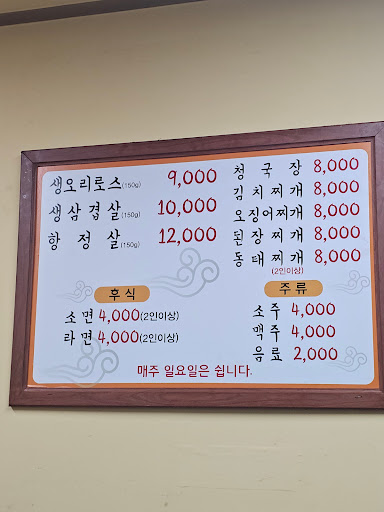 생오리로스(150g) 9,000
생삼겹살(150g) 10,000
항정살(150g) 12,000
후식
소면 4,000(2인이상)
라면 4,000(2인이상)
청국장 8,000
김치찌개 8,000
오징어찌개 8,000
된장찌개 8,000
동태찌개 8,000
(2인이상)
주류
소주 4,000
맥주 4,000
음료 2,000
매주 일요일은 쉽니다.